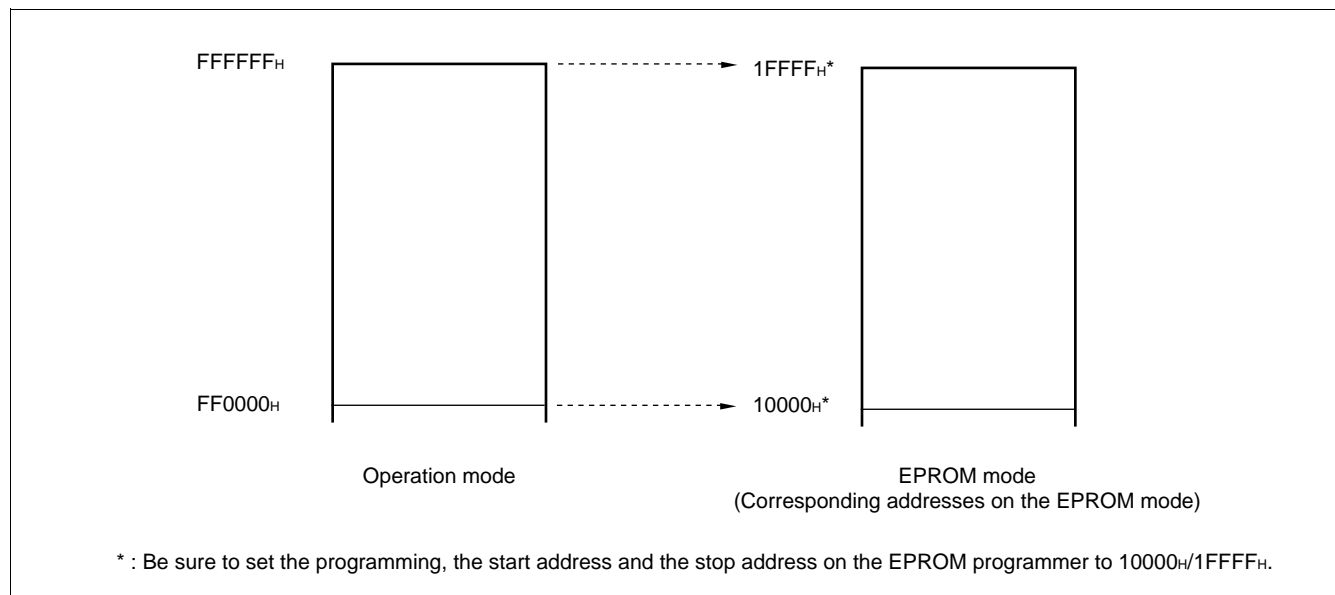 FFFFFFH
1FFFFH*
FF0000H
10000H*
Operation mode
EPROM mode
(Corresponding addresses on the EPROM mode)
* : Be sure to set the programming, the start address and the stop address on the EPROM programmer to 10000H/1FFFFH.